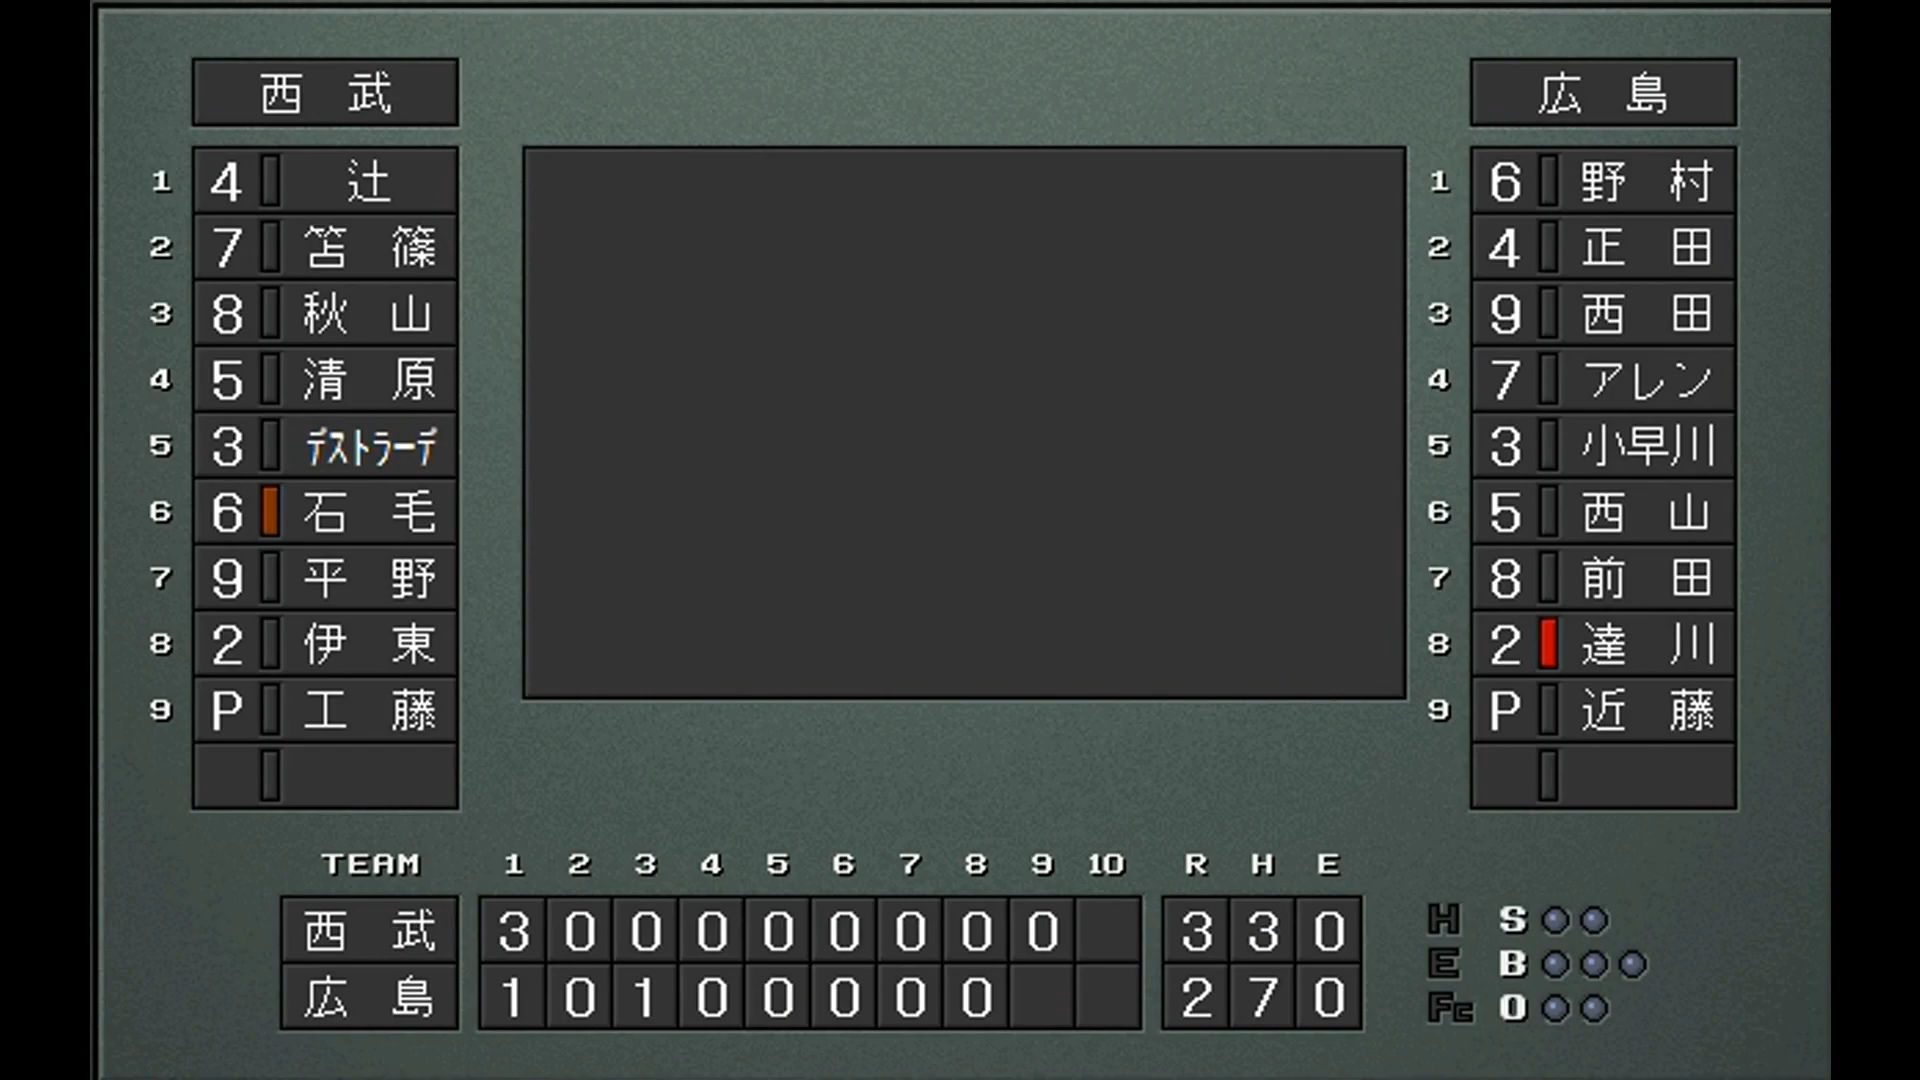 西 武
1 4 辻
2 7 笘 篠
3 8 秋 山
4 5 清 原
5 3 デストラーデ
6 6 石 毛
7 9 平 野
8 2 伊 東
9 P 工 藤
広 島
1 6 野 村
2 4 正 田
3 9 西 田
4 7 アレン
5 3 小早川
6 5 西 山
7 8 前 田
8 2 達 川
9 P 近 藤
TEAM 1 2 3 4 5 6 7 8 9 10 R H E
西 武 3 0 0 0 0 0 0 0 0 3 3 0
広 島 1 0 1 0 0 0 0 0 2 7 0
H S
E B
Fc O